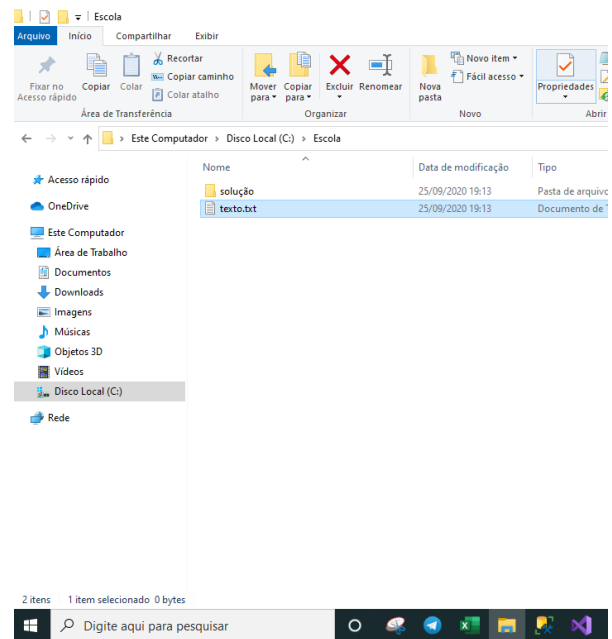 Escola
Arquivo Início Compartilhar Exibir
Fixar no Acesso rápido
Copiar
Colar
Recortar
Copiar caminho
Colar atalho
Mover para
Copiar para
Excluir
Renomear
Nova pasta
Novo item
Fácil acesso
Propriedades
Área de Transferência Organizar Novo Abrir
Este Computador > Disco Local (C:) > Escola
Nome Data de modificação Tipo
solução 25/09/2020 19:13 Pasta de arquivo
texto.txt 25/09/2020 19:13 Documento de T
Acesso rápido
OneDrive
Este Computador
Área de Trabalho
Documentos
Downloads
Imagens
Músicas
Objetos 3D
Vídeos
Disco Local (C:)
Rede
2 itens 1 item selecionado 0 bytes
Digite aqui para pesquisar